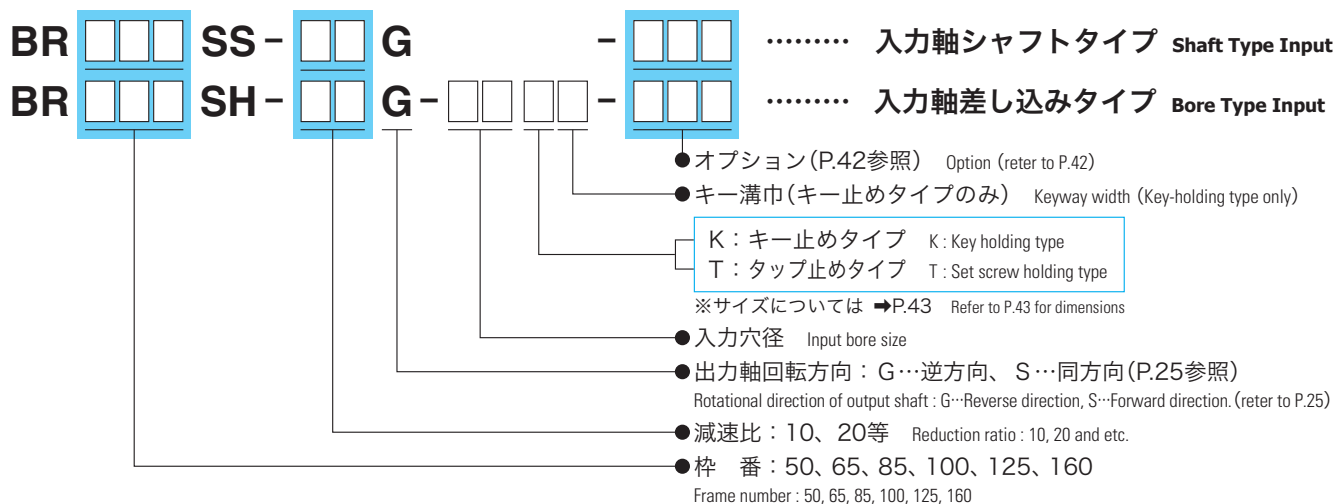 BR□□□SS-□□G -□□□ ……… 入力軸シャフトタイプ Shaft Type Input
BR□□□SH-□□G-□□□□-□□□ ……… 入力軸差し込みタイプ Bore Type Input
●オプション(P.42参照) Option (reter to P.42)
●キー溝巾(キー止めタイプのみ) Keyway width (Key-holding type only)
K:キー止めタイプ K : Key holding type
T:タップ止めタイプ T : Set screw holding type
※サイズについては ➡P.43 Refer to P.43 for dimensions
●入力穴径 Input bore size
●出力軸回転方向:G…逆方向、S…同方向(P.25参照)
Rotational direction of output shaft : G…Reverse direction, S…Forward direction. (reter to P.25)
●減速比:10、20等 Reduction ratio : 10, 20 and etc.
●枠 番:50、65、85、100、125、160
Frame number : 50, 65, 85, 100, 125, 160